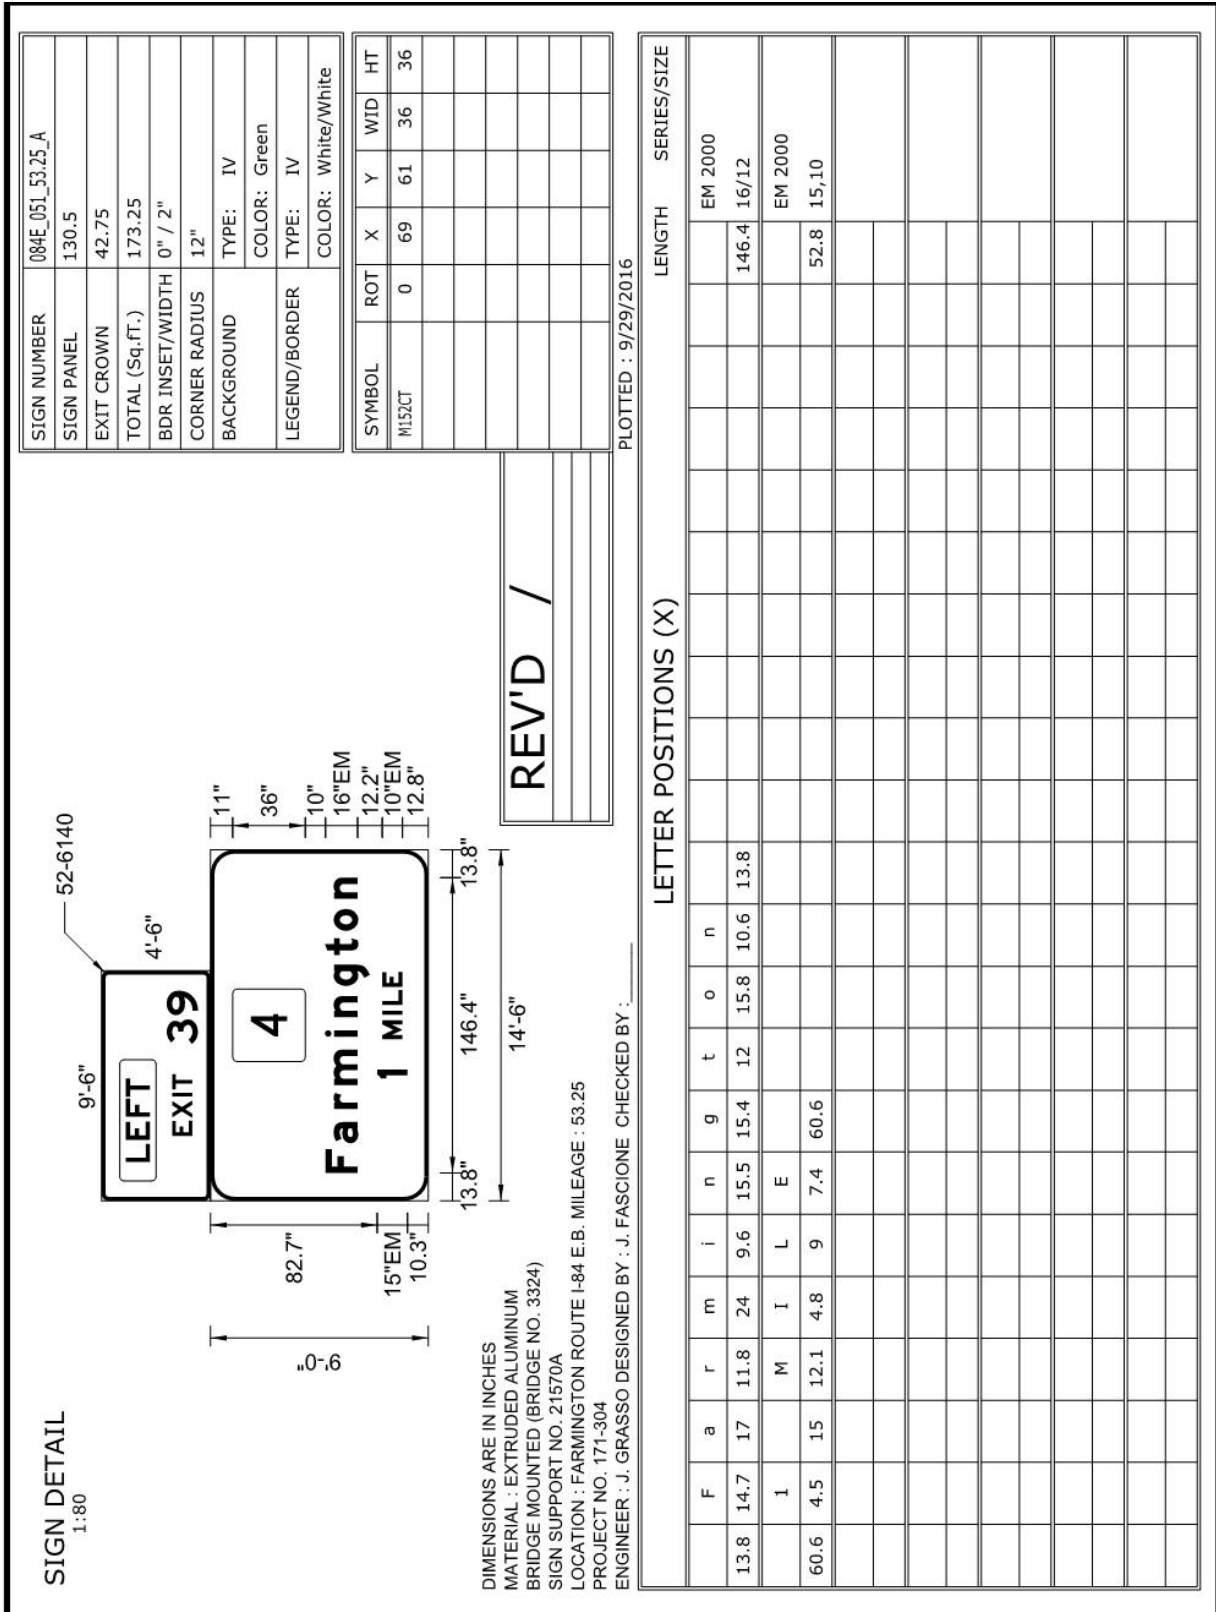 SIGN DETAIL
1:80
52-6140
9'-6"
4'-6"
LEFT
EXIT 39
4
Farmington
1 MILE
11"
36"
10"
16"EM
12.2"
10"EM
12.8"
82.7"
15"EM
10.3"
9'-0"
13.8" 146.4" 13.8"
14'-6"
SIGN NUMBER 084E_051_53.25_A
SIGN PANEL 130.5
EXIT CROWN 42.75
TOTAL (Sq.fT.) 173.25
BDR INSET/WIDTH 0" / 2"
CORNER RADIUS 12"
BACKGROUND TYPE: IV
COLOR: Green
LEGEND/BORDER TYPE: IV
COLOR: White/White
SYMBOL ROT X Y WID HT
M152CT 0 69 61 36 36
REV'D /
DIMENSIONS ARE IN INCHES
MATERIAL : EXTRUDED ALUMINUM
BRIDGE MOUNTED (BRIDGE NO. 3324)
SIGN SUPPORT NO. 21570A
LOCATION : FARMINGTON ROUTE I-84 E.B. MILEAGE : 53.25
PROJECT NO. 171-304
ENGINEER : J. GRASSO DESIGNED BY : J. FASCIONE CHECKED BY :______
PLOTTED : 9/29/2016
LETTER POSITIONS (X) LENGTH SERIES/SIZE
F a r m i n g t o n EM 2000
13.8 14.7 17 11.8 24 9.6 15.5 15.4 12 15.8 10.6 13.8 146.4 16/12
1 M I L E EM 2000
60.6 4.5 15 12.1 4.8 9 7.4 60.6 52.8 15,10